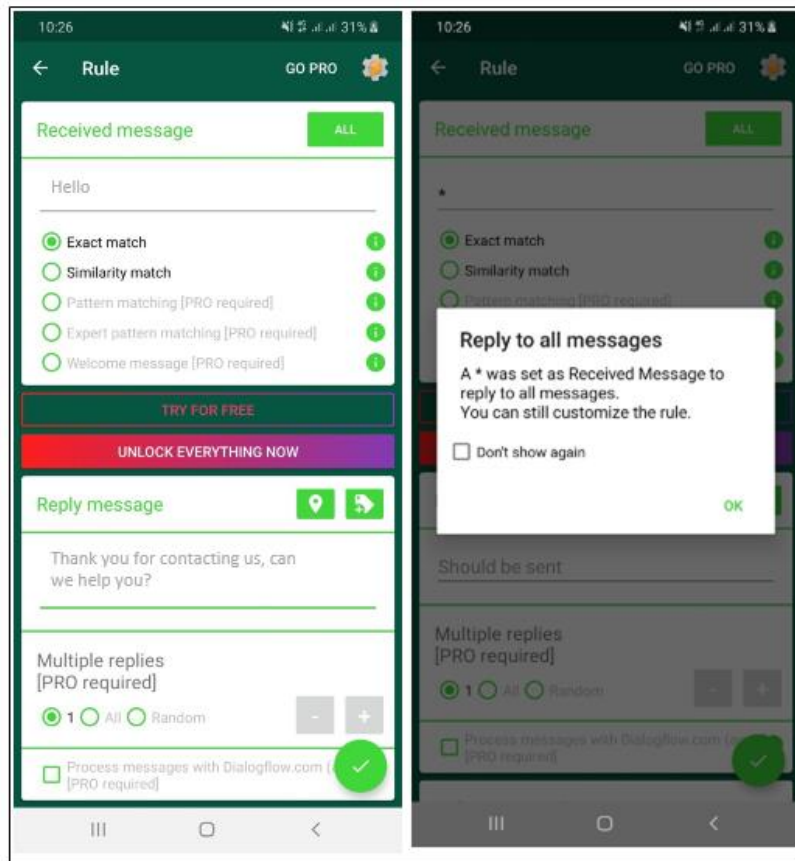 10:26
31%
Rule
GO PRO
Received message
ALL
Hello
Exact match
Similarity match
Pattern matching [PRO required]
Expert pattern matching [PRO required]
Welcome message [PRO required]
TRY FOR FREE
UNLOCK EVERYTHING NOW
Reply message
Thank you for contacting us, can
we help you?
Multiple replies
[PRO required]
1 All Random
- +
Process messages with Dialogflow.com
[PRO required]
10:26
31%
Rule
GO PRO
Received message
ALL
*
Exact match
Similarity match
Pattern matching [PRO required]
Reply to all messages
A * was set as Received Message to
reply to all messages.
You can still customize the rule.
Don't show again
OK
Should be sent
Multiple replies
[PRO required]
1 All Random
- +
Process messages with Dialogflow.com
[PRO required]